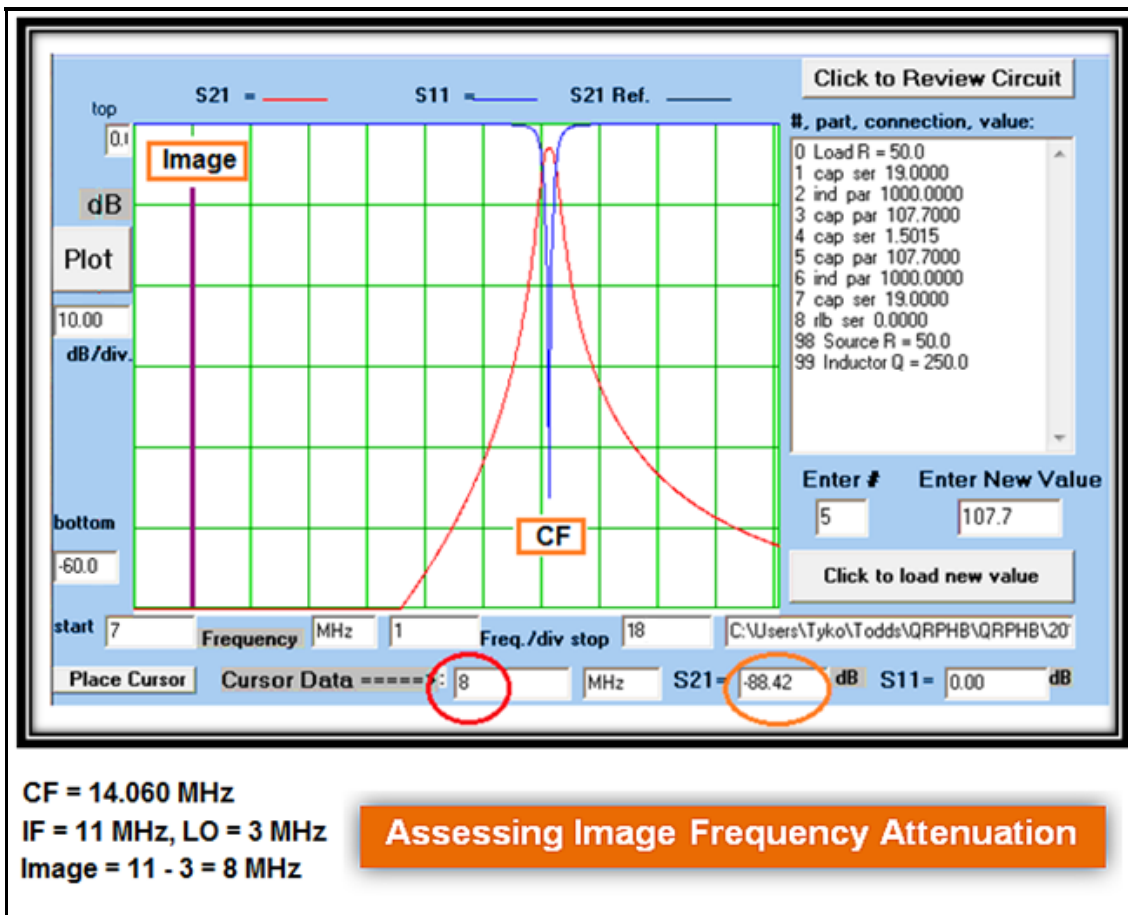 Click to Review Circuit
S21 = S11 = S21 Ref.
top
#, part, connection, value:
Image
dB
Plot
10.00
dB/div.
0 Load R = 50.0
1 cap ser 19.0000
2 ind par 1000.0000
3 cap par 107.7000
4 cap ser 1.5015
5 cap par 107.7000
6 ind par 1000.0000
7 cap ser 19.0000
8 rlb ser 0.0000
98 Source R = 50.0
99 Inductor Q = 250.0
Enter # Enter New Value
5 107.7
CF
bottom
-60.0
Click to load new value
start 7 Frequency MHz 1 Freq./div stop 18 C:\Users\Tyko\Todds\QRPHB\QRPHB\20
Place Cursor Cursor Data =====>: 8 MHz S21= -88.42 dB S11= 0.00 dB
CF = 14.060 MHz
IF = 11 MHz, LO = 3 MHz
Image = 11 - 3 = 8 MHz
Assessing Image Frequency Attenuation